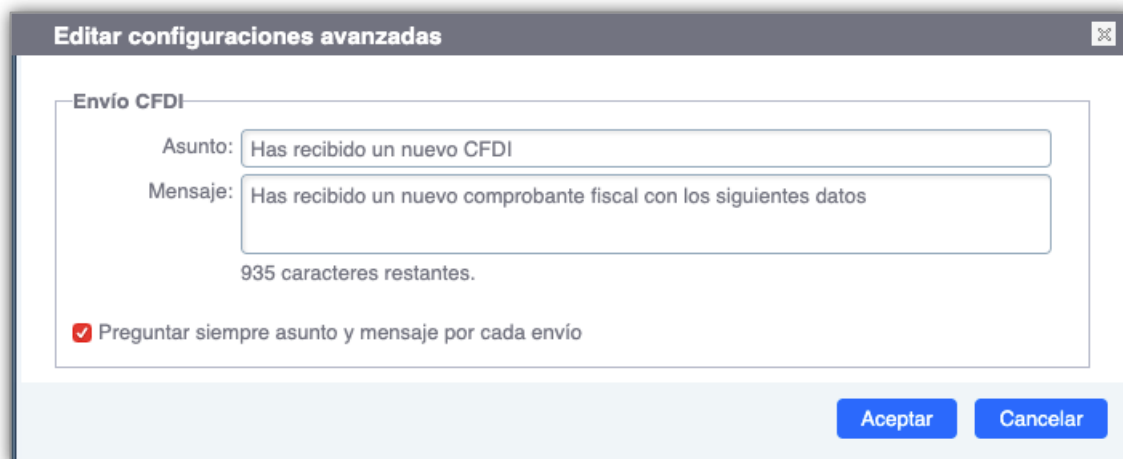 Editar configuraciones avanzadas
Envío CFDI
Asunto: Has recibido un nuevo CFDI
Mensaje: Has recibido un nuevo comprobante fiscal con los siguientes datos
935 caracteres restantes.
Preguntar siempre asunto y mensaje por cada envío
Aceptar Cancelar